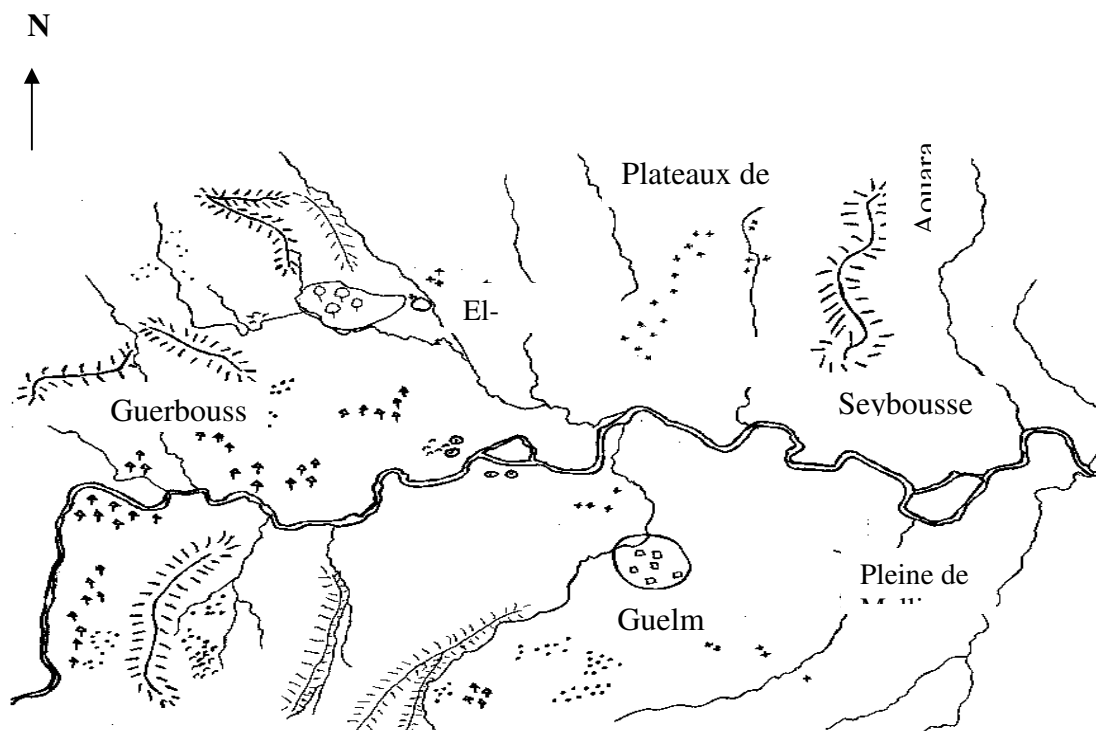 N
Plateaux de
Aouara
El-
Guerbouss
Seybousse
Pleine de
Guelm